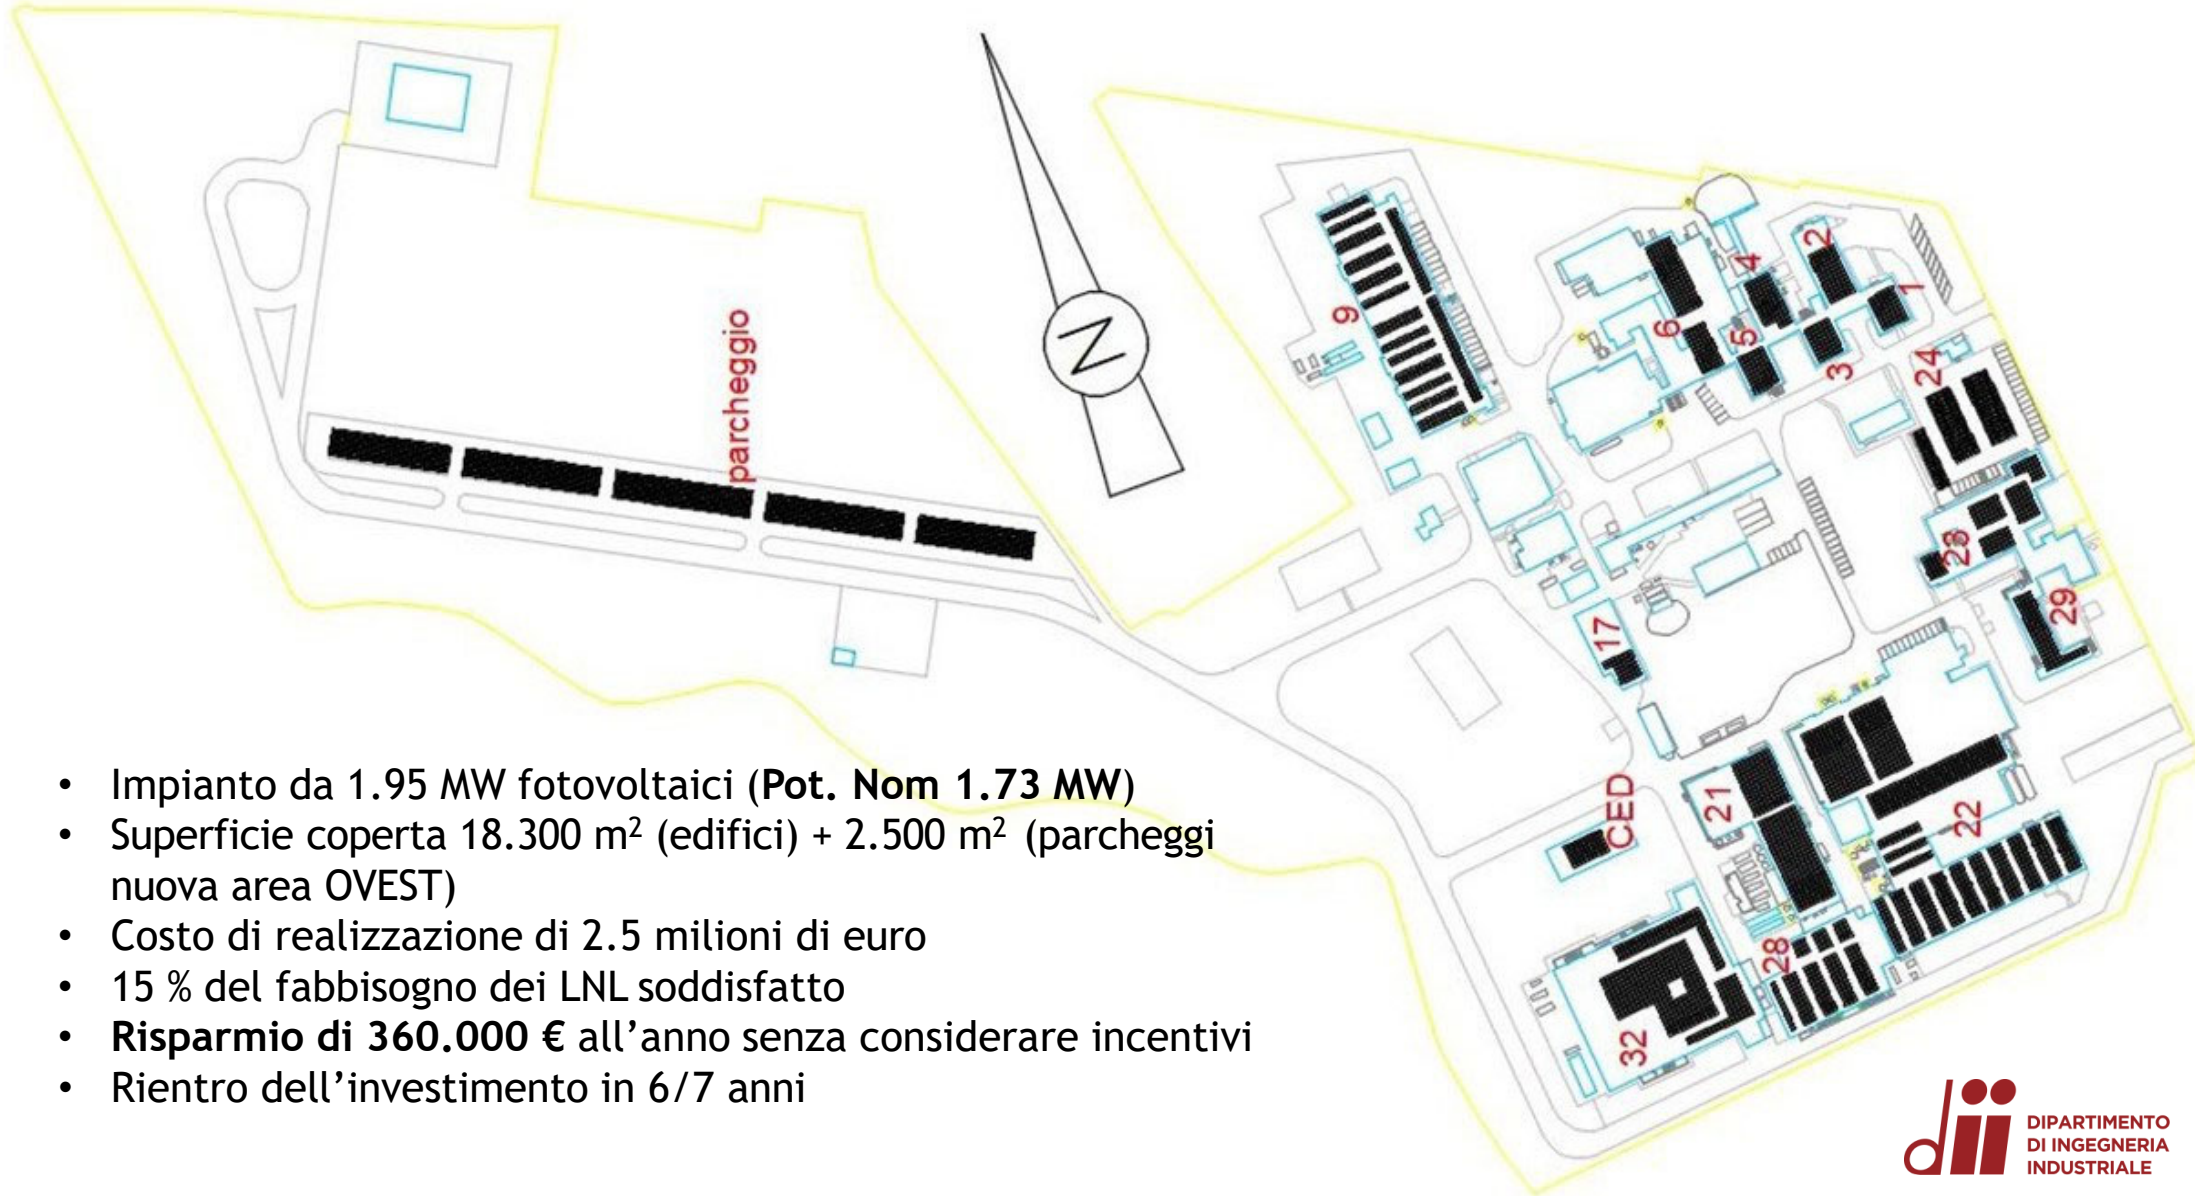 parcheggio
N
9
6
4
2
5
1
3
24
23
29
17
CED
21
22
28
32
• Impianto da 1.95 MW fotovoltaici (Pot. Nom 1.73 MW)
• Superficie coperta 18.300 m² (edifici) + 2.500 m² (parcheggi
nuova area OVEST)
• Costo di realizzazione di 2.5 milioni di euro
• 15 % del fabbisogno dei LNL soddisfatto
• Risparmio di 360.000 € all’anno senza considerare incentivi
• Rientro dell’investimento in 6/7 anni
dii
DIPARTIMENTO
DI INGEGNERIA
INDUSTRIALE